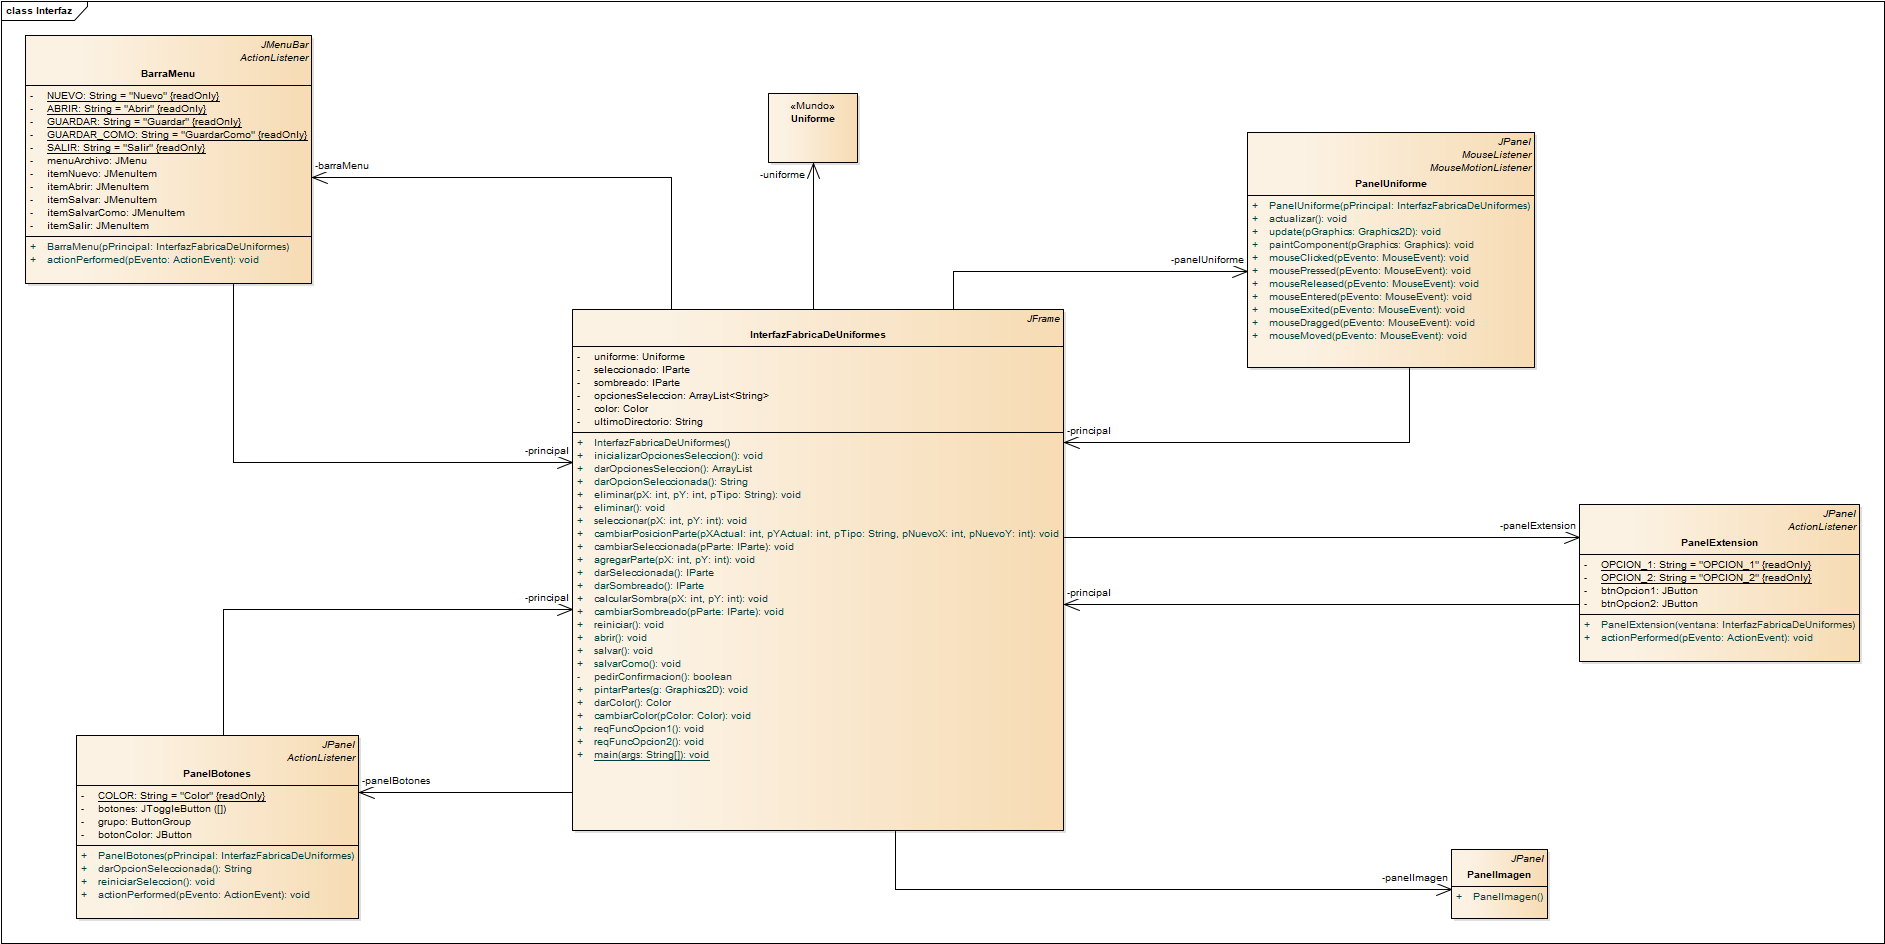 class Interfaz
JMenuBar
ActionListener
BarraMenu
- NUEVO: String = "Nuevo" {readOnly}
- ABRIR: String = "Abrir" {readOnly}
- GUARDAR: String = "Guardar" {readOnly}
- GUARDAR_COMO: String = "GuardarComo" {readOnly}
- SALIR: String = "Salir" {readOnly}
- menuArchivo: JMenu
- itemNuevo: JMenuItem
- itemAbrir: JMenuItem
- itemSalvar: JMenuItem
- itemSalvarComo: JMenuItem
- itemSalir: JMenuItem
+ BarraMenu(pPrincipal: InterfazFabricaDeUniformes)
+ actionPerformed(pEvento: ActionEvent): void
-barraMenu
«Mundo»
Uniforme
-uniforme
JPanel
MouseListener
MouseMotionListener
PanelUniforme
+ PanelUniforme(pPrincipal: InterfazFabricaDeUniformes)
+ actualizar(): void
+ update(pGraphics: Graphics2D): void
+ paintComponent(pGraphics: Graphics): void
+ mouseClicked(pEvento: MouseEvent): void
+ mousePressed(pEvento: MouseEvent): void
+ mouseReleased(pEvento: MouseEvent): void
+ mouseEntered(pEvento: MouseEvent): void
+ mouseExited(pEvento: MouseEvent): void
+ mouseDragged(pEvento: MouseEvent): void
+ mouseMoved(pEvento: MouseEvent): void
-panelUniforme
JFrame
InterfazFabricaDeUniformes
- uniforme: Uniforme
- seleccionado: IParte
- sombreado: IParte
- opcionesSeleccion: ArrayList<String>
- color: Color
- ultimoDirectorio: String
+ InterfazFabricaDeUniformes()
+ inicializarOpcionesSeleccion(): void
+ darOpcionesSeleccion(): ArrayList
+ darOpcionSeleccionada(): String
+ eliminar(pX: int, pY: int, pTipo: String): void
+ eliminar(): void
+ seleccionar(pX: int, pY: int): void
+ cambiarPosicionParte(pXActual: int, pYActual: int, pTipo: String, pNuevoX: int, pNuevoY: int): void
+ cambiarSeleccionada(pParte: IParte): void
+ agregarParte(pX: int, pY: int): void
+ darSeleccionada(): IParte
+ darSombreado(): IParte
+ calcularSombra(pX: int, pY: int): void
+ cambiarSombreado(pParte: IParte): void
+ reiniciar(): void
+ abrir(): void
+ salvar(): void
+ salvarComo(): void
- pedirConfirmacion(): boolean
+ pintarPartes(g: Graphics2D): void
+ darColor(): Color
+ cambiarColor(pColor: Color): void
+ reqFuncOpcion1(): void
+ reqFuncOpcion2(): void
+ main(args: String[]): void
-principal
-principal
-panelExtension
-principal
-principal
JPanel
ActionListener
PanelExtension
- OPCION_1: String = "OPCION_1" {readOnly}
- OPCION_2: String = "OPCION_2" {readOnly}
- btnOpcion1: JButton
- btnOpcion2: JButton
+ PanelExtension(ventana: InterfazFabricaDeUniformes)
+ actionPerformed(pEvento: ActionEvent): void
JPanel
ActionListener
PanelBotones
- COLOR: String = "Color" {readOnly}
- botones: JToggleButton ([])
- grupo: ButtonGroup
- botonColor: JButton
+ PanelBotones(pPrincipal: InterfazFabricaDeUniformes)
+ darOpcionSeleccionada(): String
+ reiniciarSeleccion(): void
+ actionPerformed(pEvento: ActionEvent): void
-panelBotones
-panelImagen
JPanel
PanelImagen
+ PanelImagen()